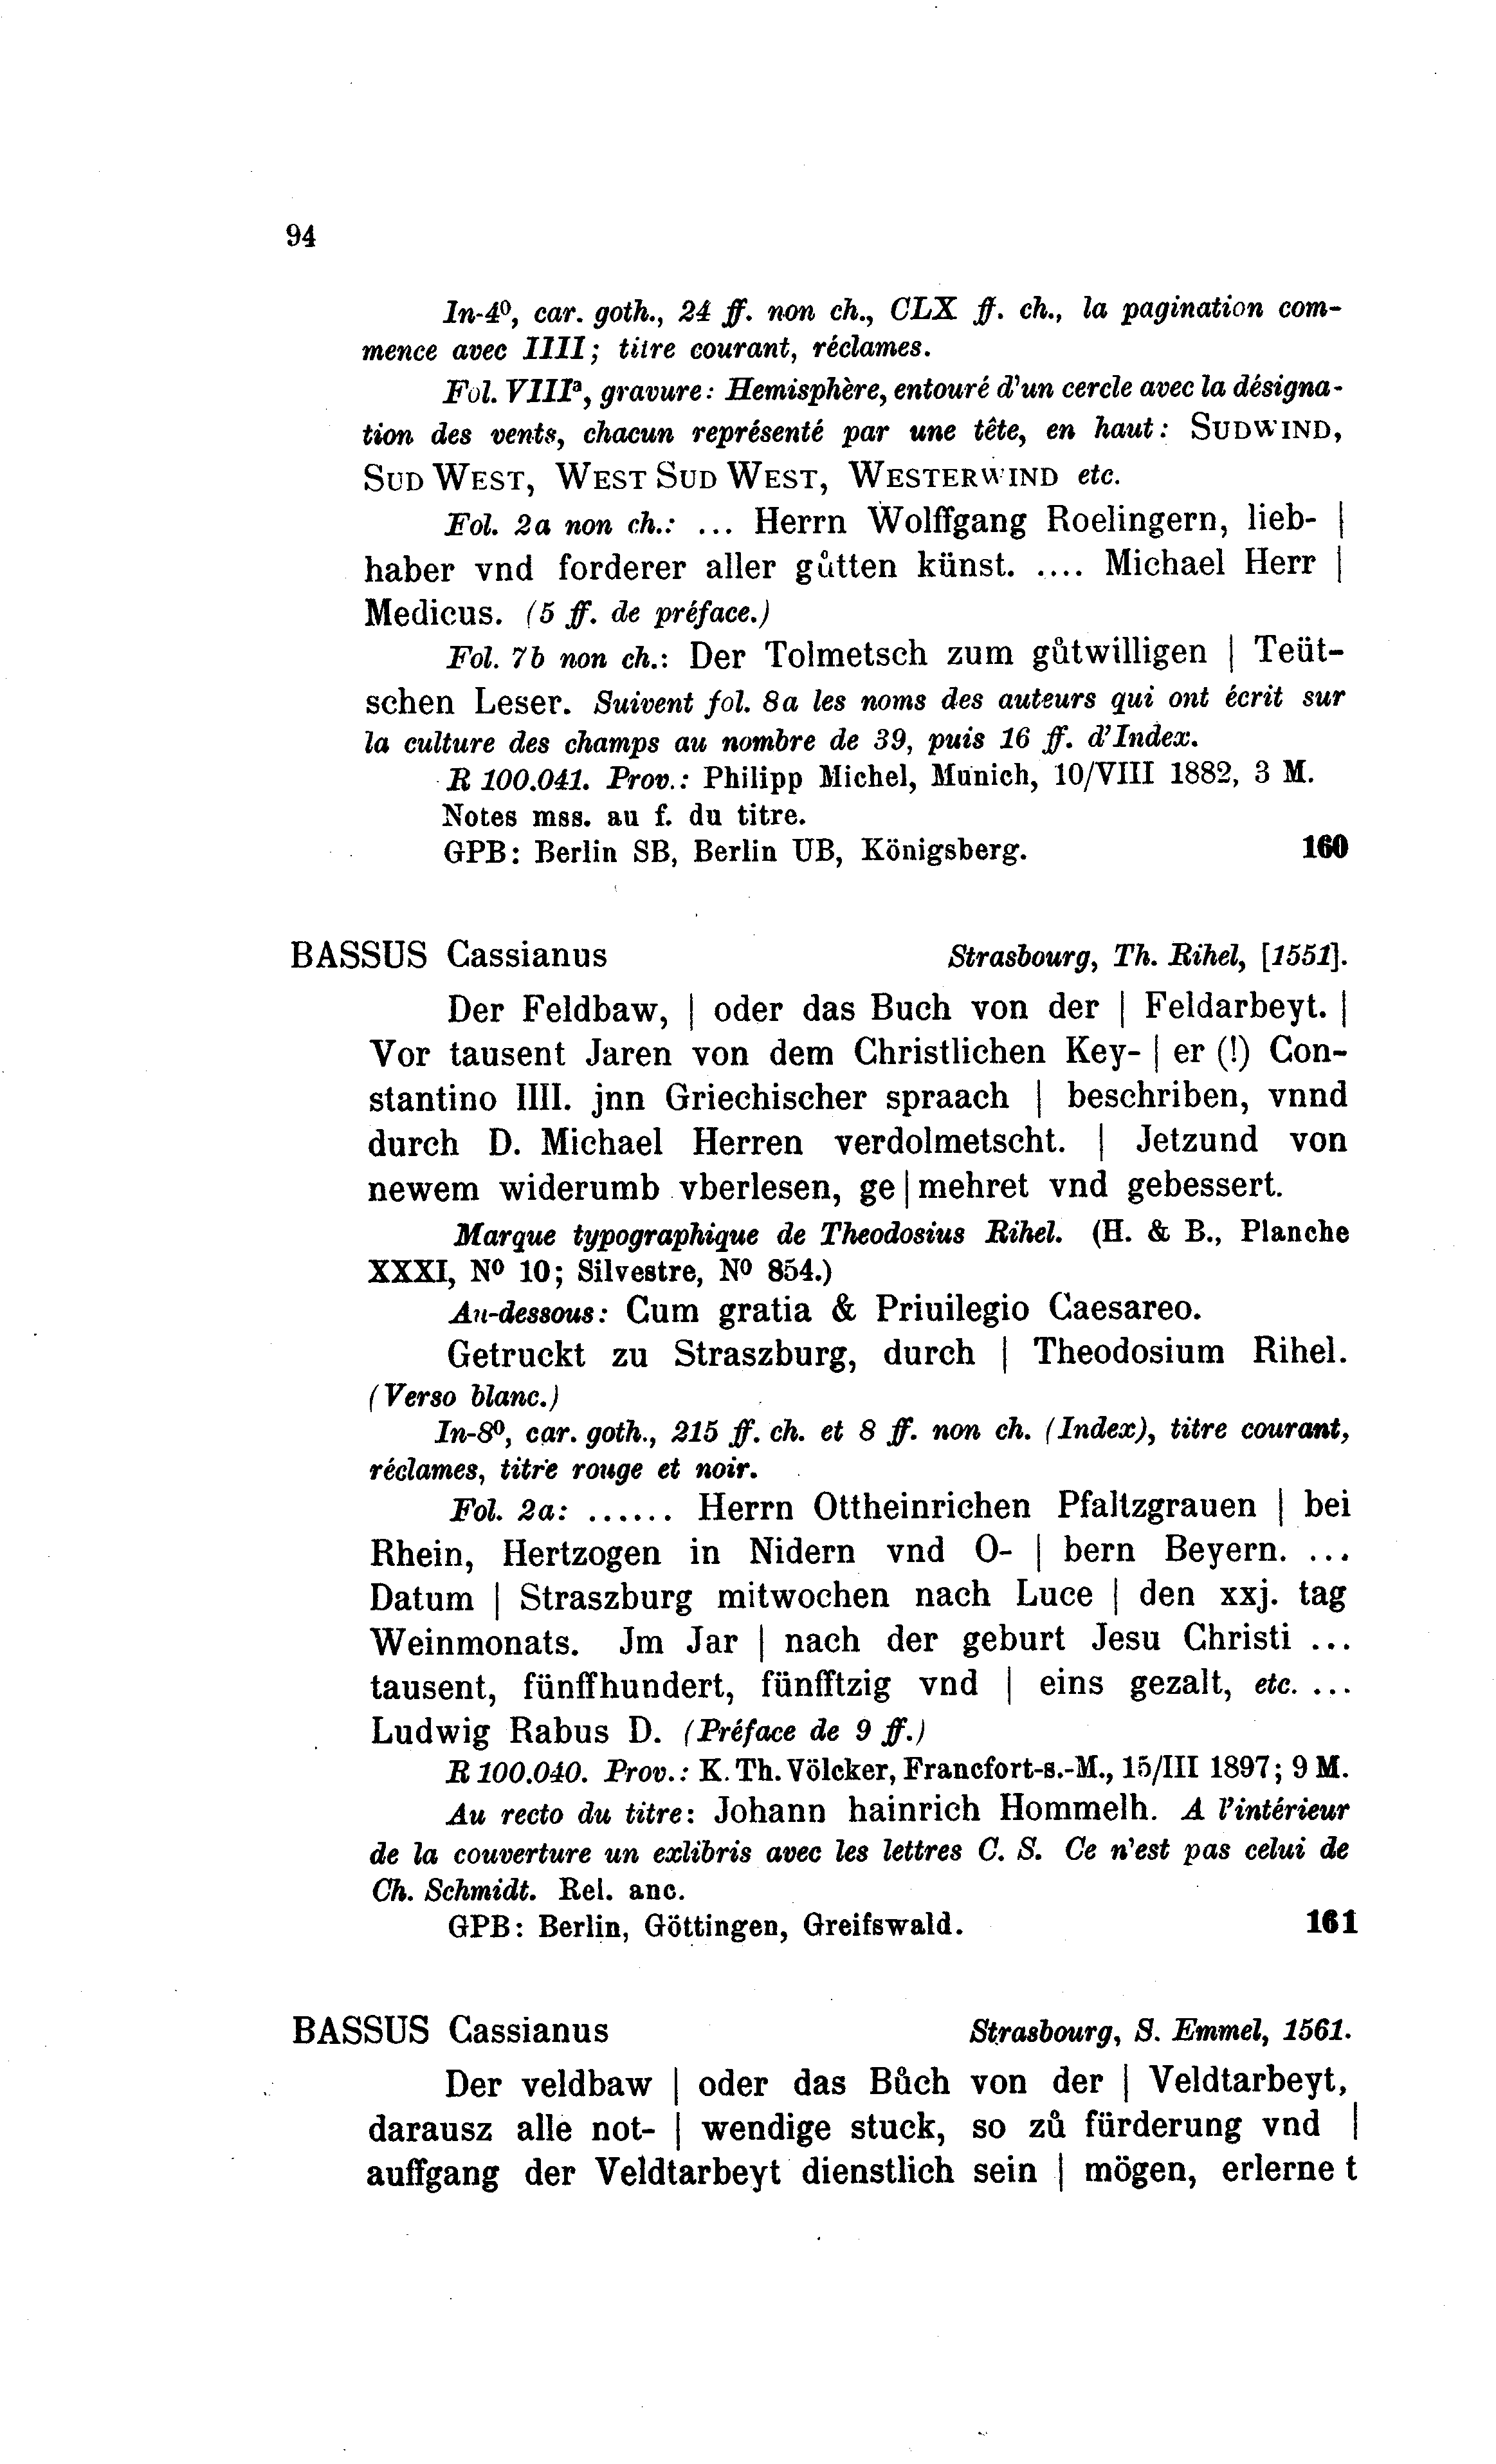 94
In-4⁰, car. goth., 24 ff. non ch., CLX ff. ch., la pagination com-
mence avec IIII; titre courant, réclames.
Fol. VIIIª, gravure: Hemisphère, entouré d'un cercle avec la désigna-
tion des vents, chacun représenté par une tête, en haut: SUDWIND,
SUD WEST, WEST SUD WEST, WESTERWIND etc.
Fol. 2a non ch.: ... Herrn Wolffgang Roelingern, lieb- |
haber vnd forderer aller gůtten künst. .... Michael Herr |
Medicus. (5 ff. de préface.)
Fol. 7b non ch.: Der Tolmetsch zum gůtwilligen | Teüt-
schen Leser. Suivent fol. 8a les noms des auteurs qui ont écrit sur
la culture des champs au nombre de 39, puis 16 ff. d'Index.
R 100.041. Prov.: Philipp Michel, Munich, 10/VIII 1882, 3 M.
Notes mss. au f. du titre.
GPB: Berlin SB, Berlin UB, Königsberg. 160
BASSUS Cassianus Strasbourg, Th. Rihel, [1551].
Der Feldbaw, | oder das Buch von der | Feldarbeyt. |
Vor tausent Jaren von dem Christlichen Key- | er (!) Con-
stantino IIII. jnn Griechischer spraach | beschriben, vnnd
durch D. Michael Herren verdolmetscht. | Jetzund von
newem widerumb vberlesen, ge | mehret vnd gebessert.
Marque typographique de Theodosius Rihel. (H. & B., Planche
XXXI, Nº 10; Silvestre, Nº 854.)
Au-dessous: Cum gratia & Priuilegio Caesareo.
Getruckt zu Straszburg, durch | Theodosium Rihel.
(Verso blanc.)
In-8⁰, car. goth., 215 ff. ch. et 8 ff. non ch. (Index), titre courant,
réclames, titre rouge et noir.
Fol. 2a: ...... Herrn Ottheinrichen Pfaltzgrauen | bei
Rhein, Hertzogen in Nidern vnd O- | bern Beyern. ...
Datum | Straszburg mitwochen nach Luce | den xxj. tag
Weinmonats. Jm Jar | nach der geburt Jesu Christi ...
tausent, fünffhundert, fünfftzig vnd | eins gezalt, etc. ...
Ludwig Rabus D. (Préface de 9 ff.)
R 100.040. Prov.: K. Th. Völcker, Francfort-s.-M., 15/III 1897; 9 M.
Au recto du titre: Johann hainrich Hommelh. A l'intérieur
de la couverture un exlibris avec les lettres C. S. Ce n'est pas celui de
Ch. Schmidt. Rel. anc.
GPB: Berlin, Göttingen, Greifswald. 161
BASSUS Cassianus Strasbourg, S. Emmel, 1561.
Der veldbaw | oder das Bůch von der | Veldtarbeyt,
darausz alle not- | wendige stuck, so zů fürderung vnd |
auffgang der Veldtarbeyt dienstlich sein | mögen, erlerne t